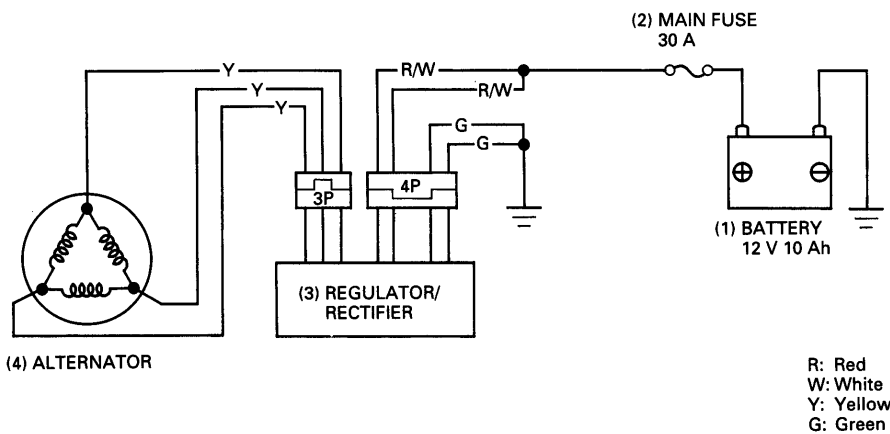 (2) MAIN FUSE
30 A
Y
R/W
Y
R/W
Y
G
G
3P
4P
(1) BATTERY
12 V 10 Ah
(3) REGULATOR/
RECTIFIER
(4) ALTERNATOR
R: Red
W: White
Y: Yellow
G: Green